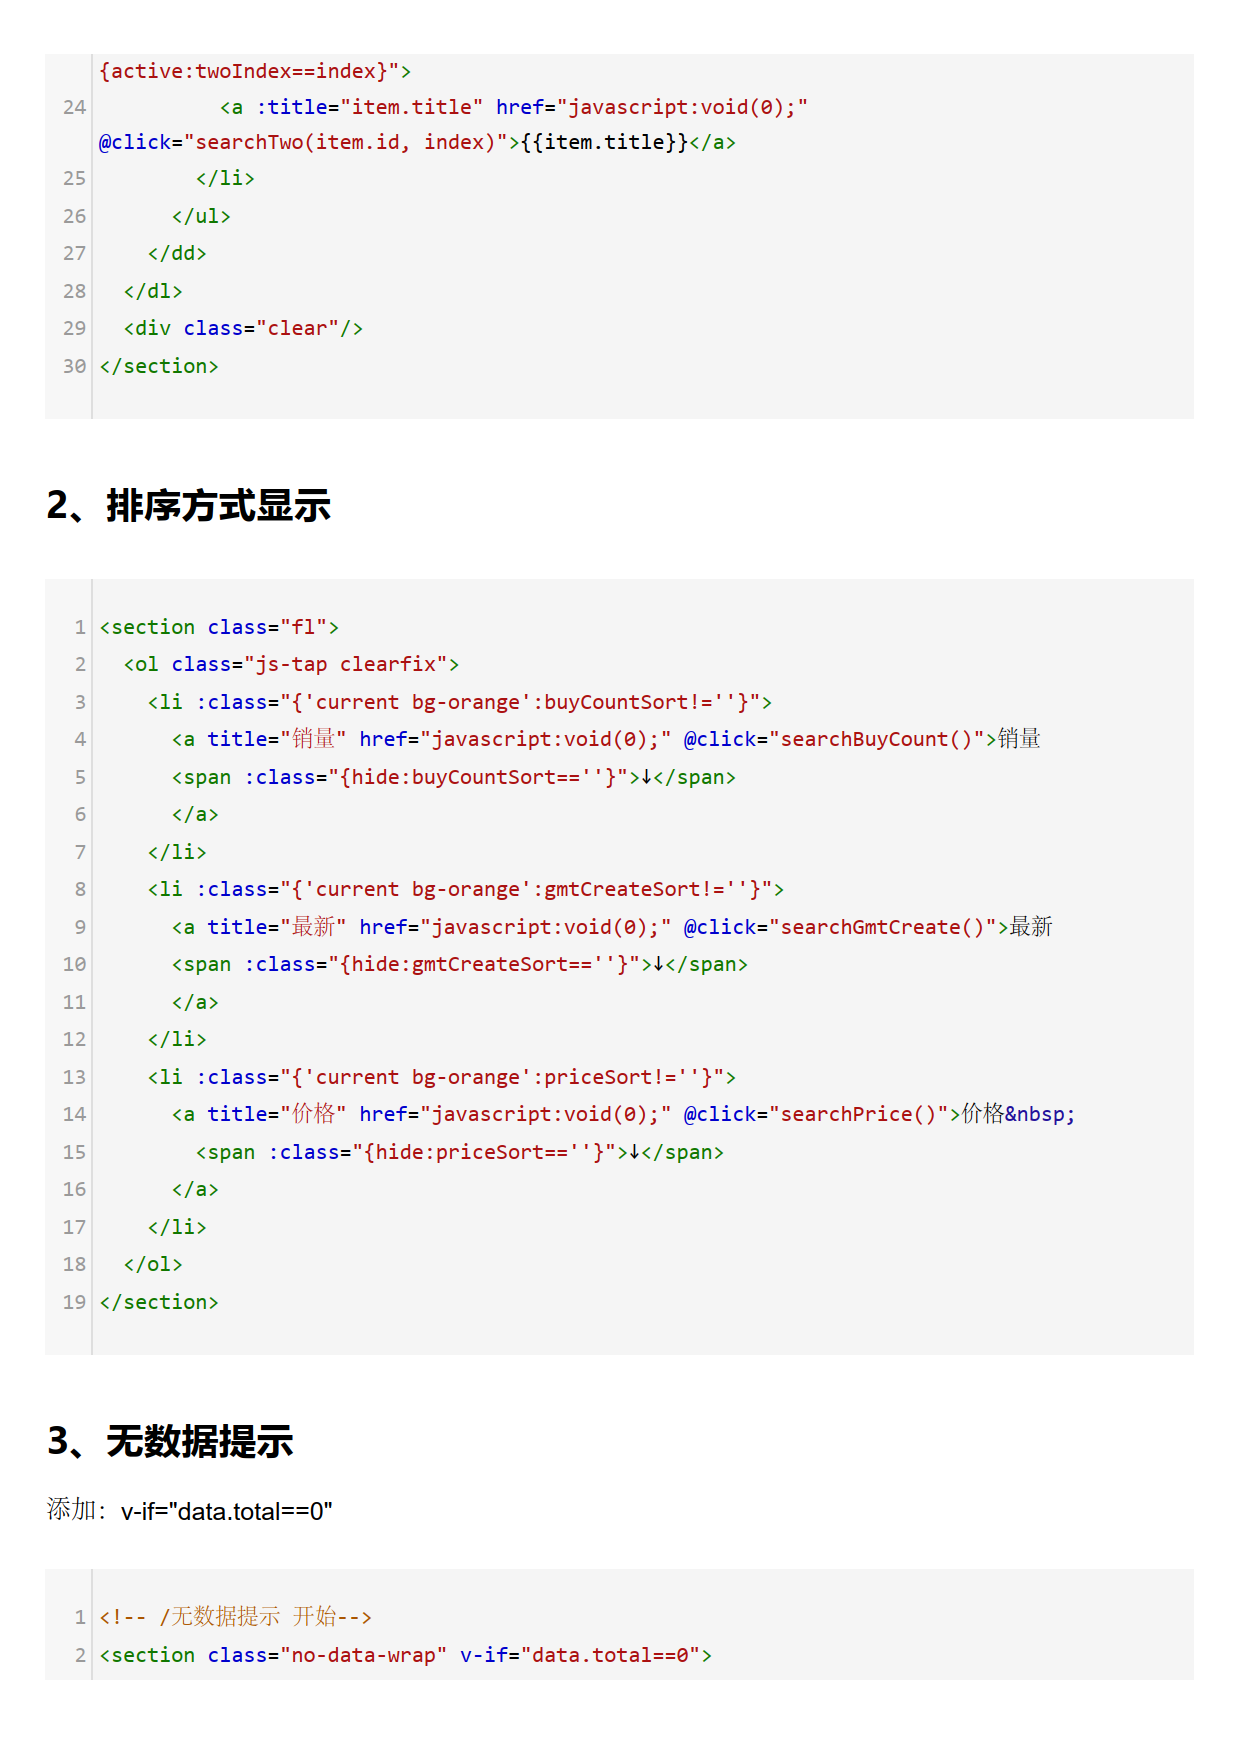 {active:twoIndex==index}">
24 <a :title="item.title" href="javascript:void(0);"
@click="searchTwo(item.id, index)">{{item.title}}</a>
25 </li>
26 </ul>
27 </dd>
28 </dl>
29 <div class="clear"/>
30 </section>
2、排序方式显示
1 <section class="fl">
2 <ol class="js-tap clearfix">
3 <li :class="{'current bg-orange':buyCountSort!=''}">
4 <a title="销量" href="javascript:void(0);" @click="searchBuyCount()">销量
5 <span :class="{hide:buyCountSort==''}">↓</span>
6 </a>
7 </li>
8 <li :class="{'current bg-orange':gmtCreateSort!=''}">
9 <a title="最新" href="javascript:void(0);" @click="searchGmtCreate()">最新
10 <span :class="{hide:gmtCreateSort==''}">↓</span>
11 </a>
12 </li>
13 <li :class="{'current bg-orange':priceSort!=''}">
14 <a title="价格" href="javascript:void(0);" @click="searchPrice()">价格&nbsp;
15 <span :class="{hide:priceSort==''}">↓</span>
16 </a>
17 </li>
18 </ol>
19 </section>
3、无数据提示
添加：v-if="data.total==0"
1 <!-- /无数据提示 开始-->
2 <section class="no-data-wrap" v-if="data.total==0">